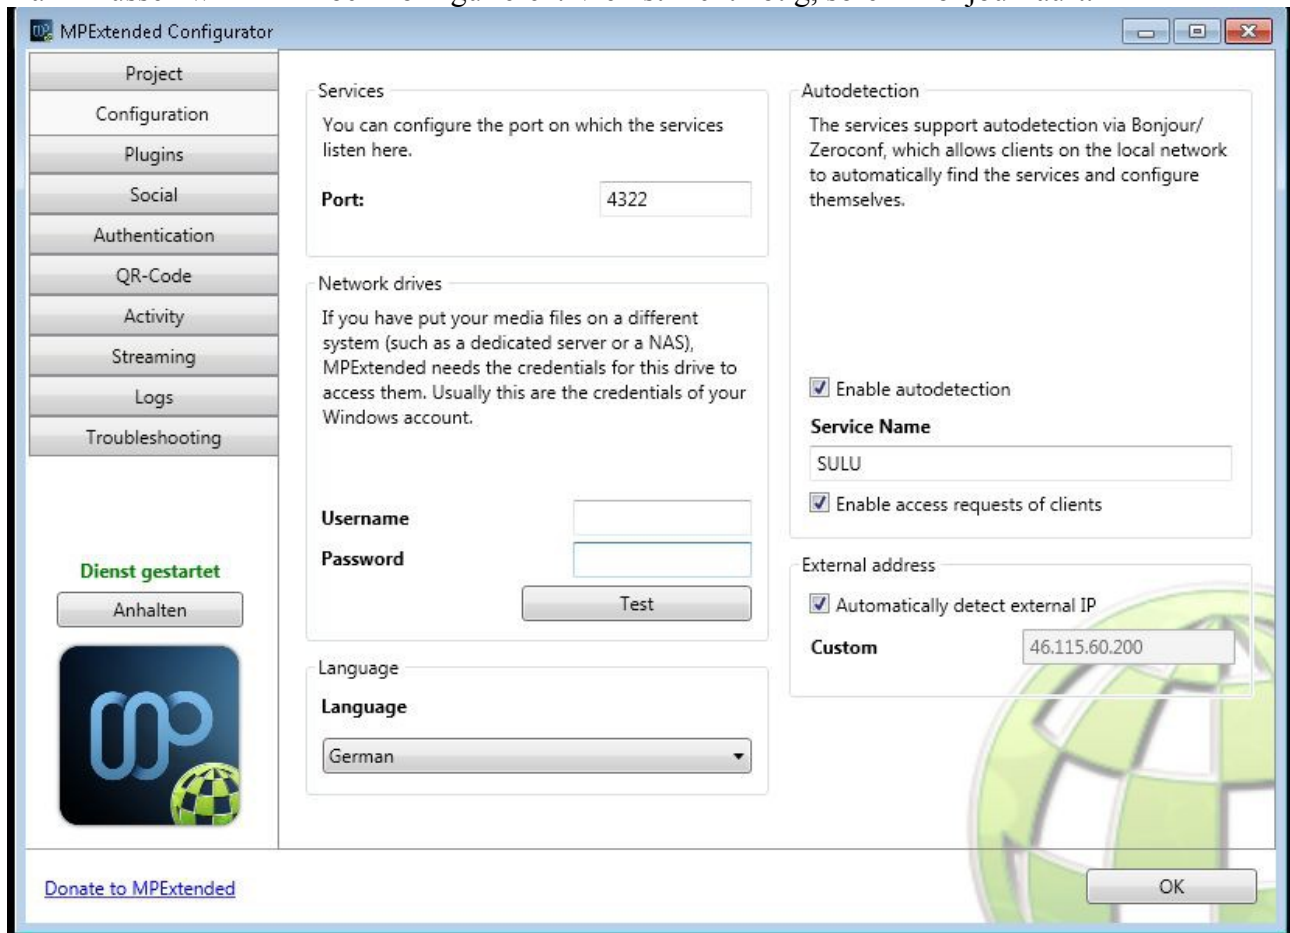 MPExtended Configurator
Project
Configuration
Plugins
Social
Authentication
QR-Code
Activity
Streaming
Logs
Troubleshooting
Dienst gestartet
Anhalten
Donate to MPExtended
Services
You can configure the port on which the services
listen here.
Port: 4322
Network drives
If you have put your media files on a different
system (such as a dedicated server or a NAS),
MPExtended needs the credentials for this drive to
access them. Usually this are the credentials of your
Windows account.
Username
Password
Test
Language
Language
German
Autodetection
The services support autodetection via Bonjour/
Zeroconf, which allows clients on the local network
to automatically find the services and configure
themselves.
Enable autodetection
Service Name
SULU
Enable access requests of clients
External address
Automatically detect external IP
Custom 46.115.60.200
OK